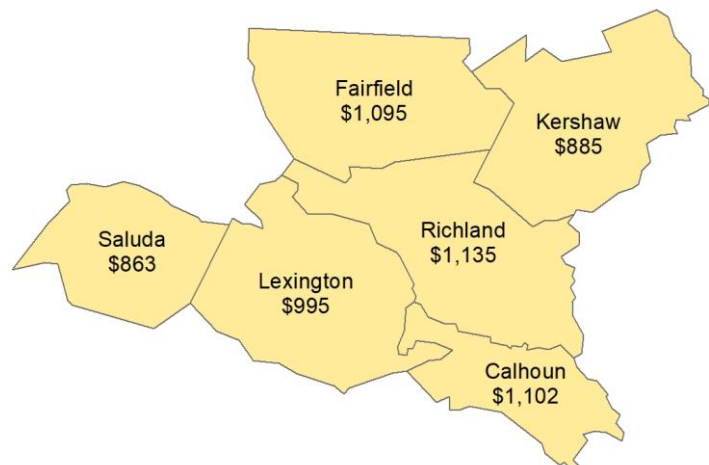 Fairfield
$1,095
Kershaw
$885
Richland
$1,135
Saluda
$863
Lexington
$995
Calhoun
$1,102